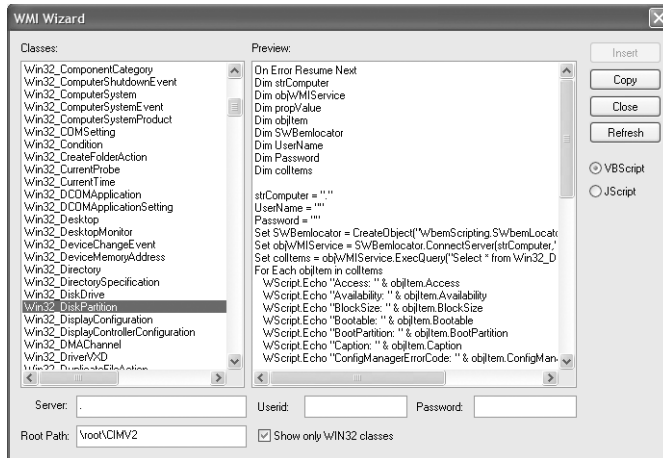 WMI Wizard
Classes:
Win32_ComponentCategory
Win32_ComputerShutdownEvent
Win32_ComputerSystem
Win32_ComputerSystemEvent
Win32_ComputerSystemProduct
Win32_COMSetting
Win32_Condition
Win32_CreateFolderAction
Win32_CurrentProbe
Win32_CurrentTime
Win32_DCOMApplication
Win32_DCOMApplicationSetting
Win32_Desktop
Win32_DesktopMonitor
Win32_DeviceChangeEvent
Win32_DeviceMemoryAddress
Win32_Directory
Win32_DirectorySpecification
Win32_DiskDrive
Win32_DiskPartition
Win32_DisplayConfiguration
Win32_DisplayControllerConfiguration
Win32_DMAChannel
Win32_DriverVXD
Win32_DuplicateFileAction
Preview:
On Error Resume Next
Dim strComputer
Dim objWMIService
Dim propValue
Dim objItem
Dim SWBemlocator
Dim UserName
Dim Password
Dim colItems
strComputer = "."
UserName = ""
Password = ""
Set SWBemlocator = CreateObject("WbemScripting.SWbemLocato
Set objWMIService = SWBemlocator.ConnectServer(strComputer,"
Set colItems = objWMIService.ExecQuery("Select * from Win32_D
For Each objItem in colItems
WScript.Echo "Access: " & objItem.Access
WScript.Echo "Availability: " & objItem.Availability
WScript.Echo "BlockSize: " & objItem.BlockSize
WScript.Echo "Bootable: " & objItem.Bootable
WScript.Echo "BootPartition: " & objItem.BootPartition
WScript.Echo "Caption: " & objItem.Caption
WScript.Echo "ConfigManagerErrorCode: " & objItem.ConfigMan
Insert
Copy
Close
Refresh
VBScript
JScript
Server: .
Userid:
Password:
Root Path: \root\CIMV2
Show only WIN32 classes